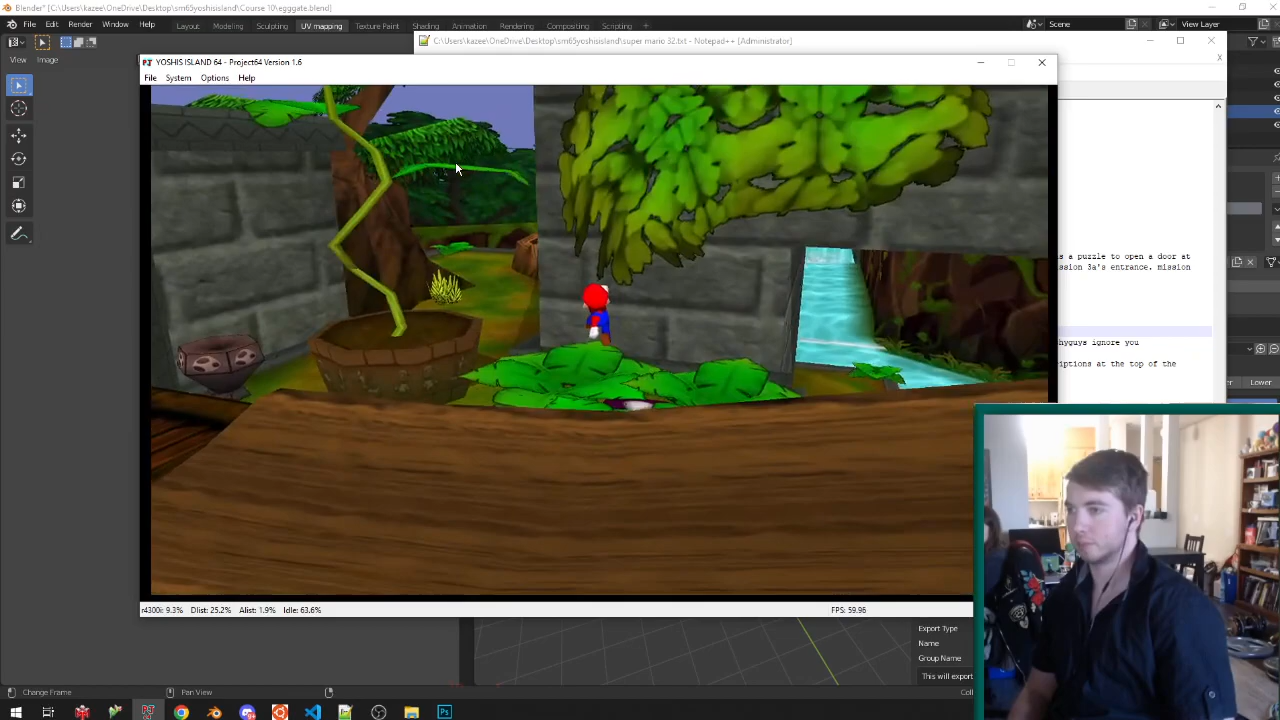 Blender* [C:\Users\kazee\OneDrive\Desktop\sm65yoshisisland\Course 10\egggate.blend]
File Edit Render Window Help Layout Modeling Sculpting UV mapping Texture Paint Shading Animation Rendering Compositing Scripting + Scene View Layer
C:\Users\kazee\OneDrive\Desktop\sm65yoshisisland\super mario 32.txt - Notepad++ [Administrator]
View Image
YOSHIS ISLAND 64 - Project64 Version 1.6
File System Options Help
s a puzzle to open a door at
ssion 3a's entrance. mission
hyguys ignore you
iptions at the top of the
Lower
r4300i: 9.3% Dlist: 25.2% Alist: 1.9% Idle: 63.6% FPS: 59.96
Export Type
Name
Group Name
This will export
Change Frame Pan View Coll